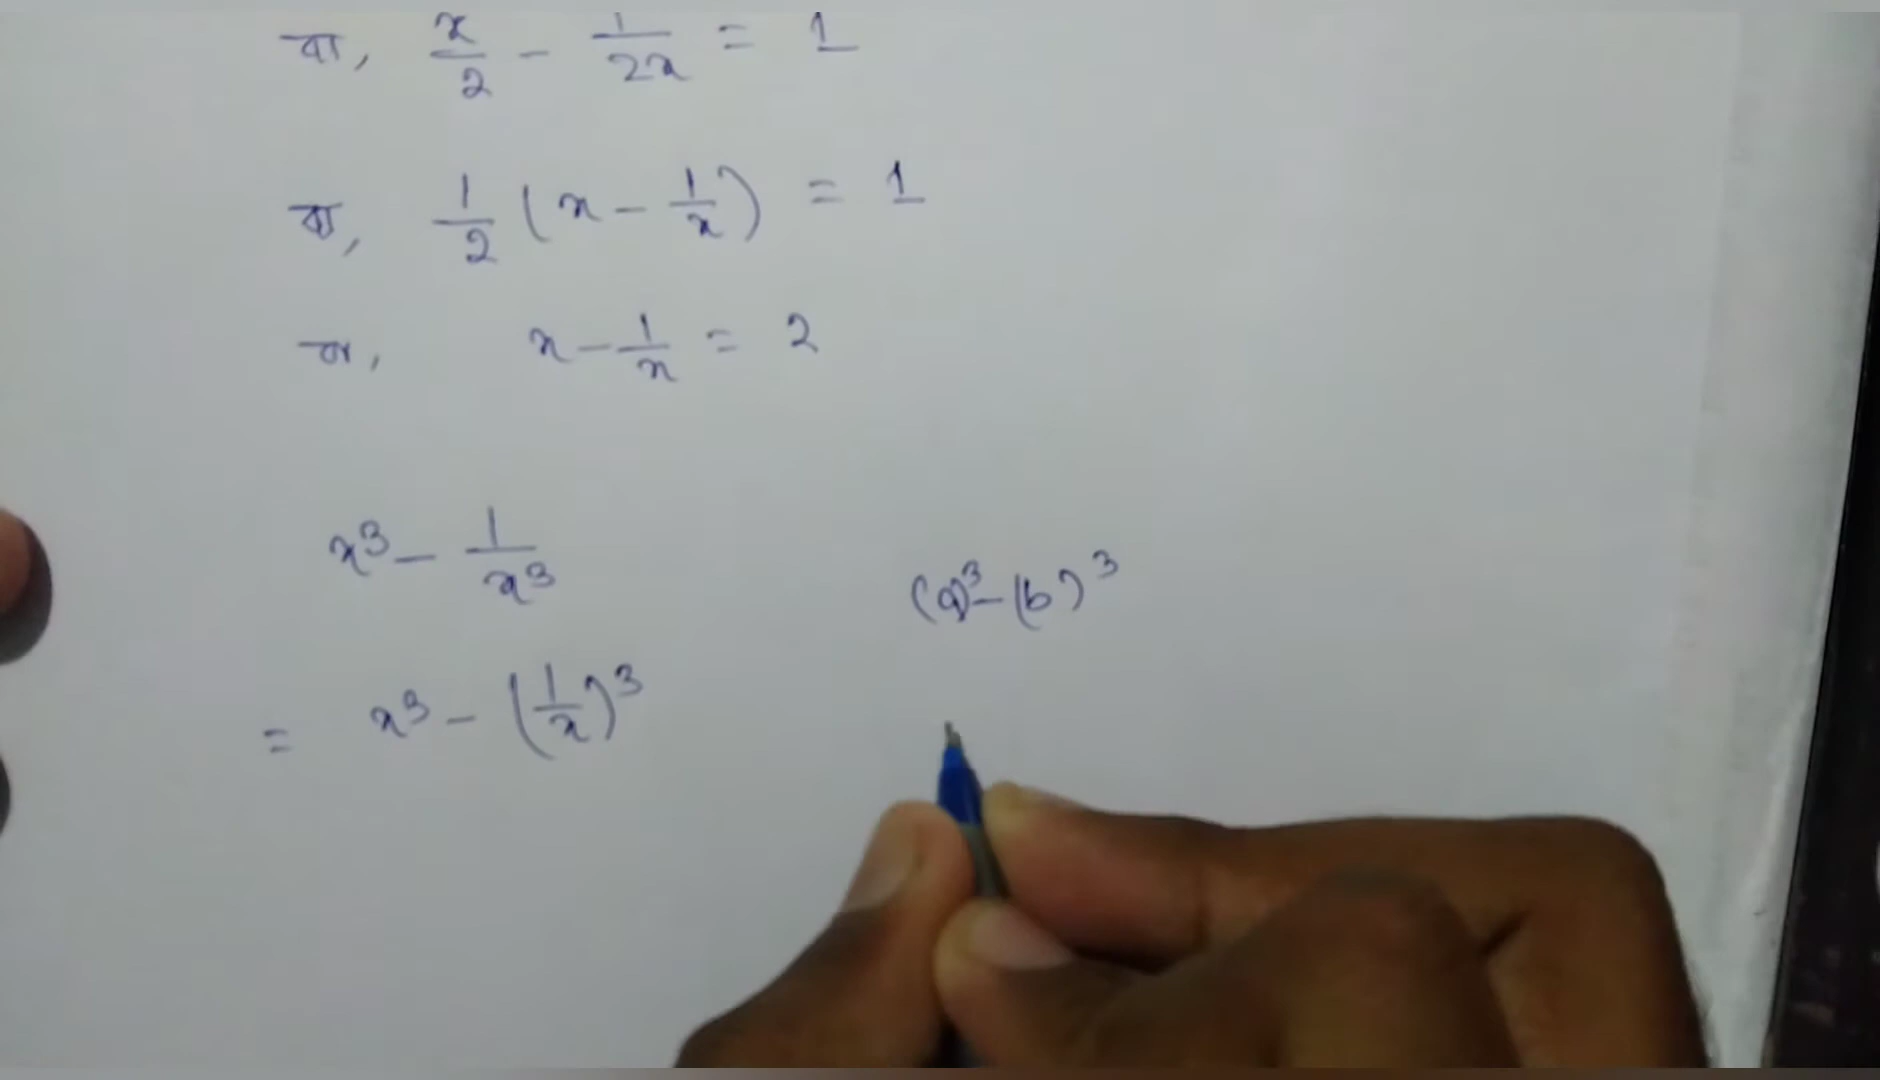 বা, x/2 - 1/2x = 1
বা, 1/2 (x - 1/x) = 1
বা, x - 1/x = 2
x³ - 1/x³
(a)³ - (b)³
= x³ - (1/x)³